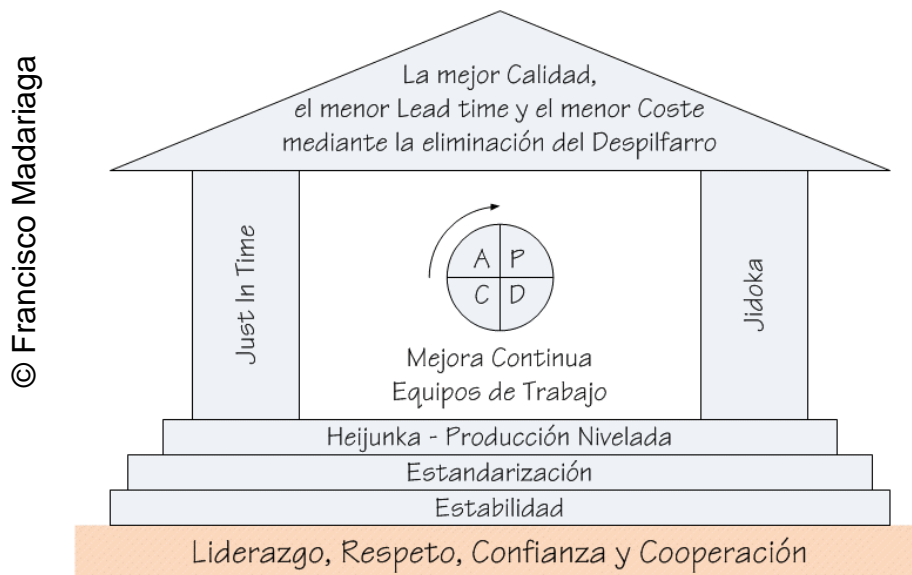 © Francisco Madariaga
La mejor Calidad,
el menor Lead time y el menor Coste
mediante la eliminación del Despilfarro
Just In Time
A P
C D
Jidoka
Mejora Continua
Equipos de Trabajo
Heijunka - Producción Nivelada
Estandarización
Estabilidad
Liderazgo, Respeto, Confianza y Cooperación